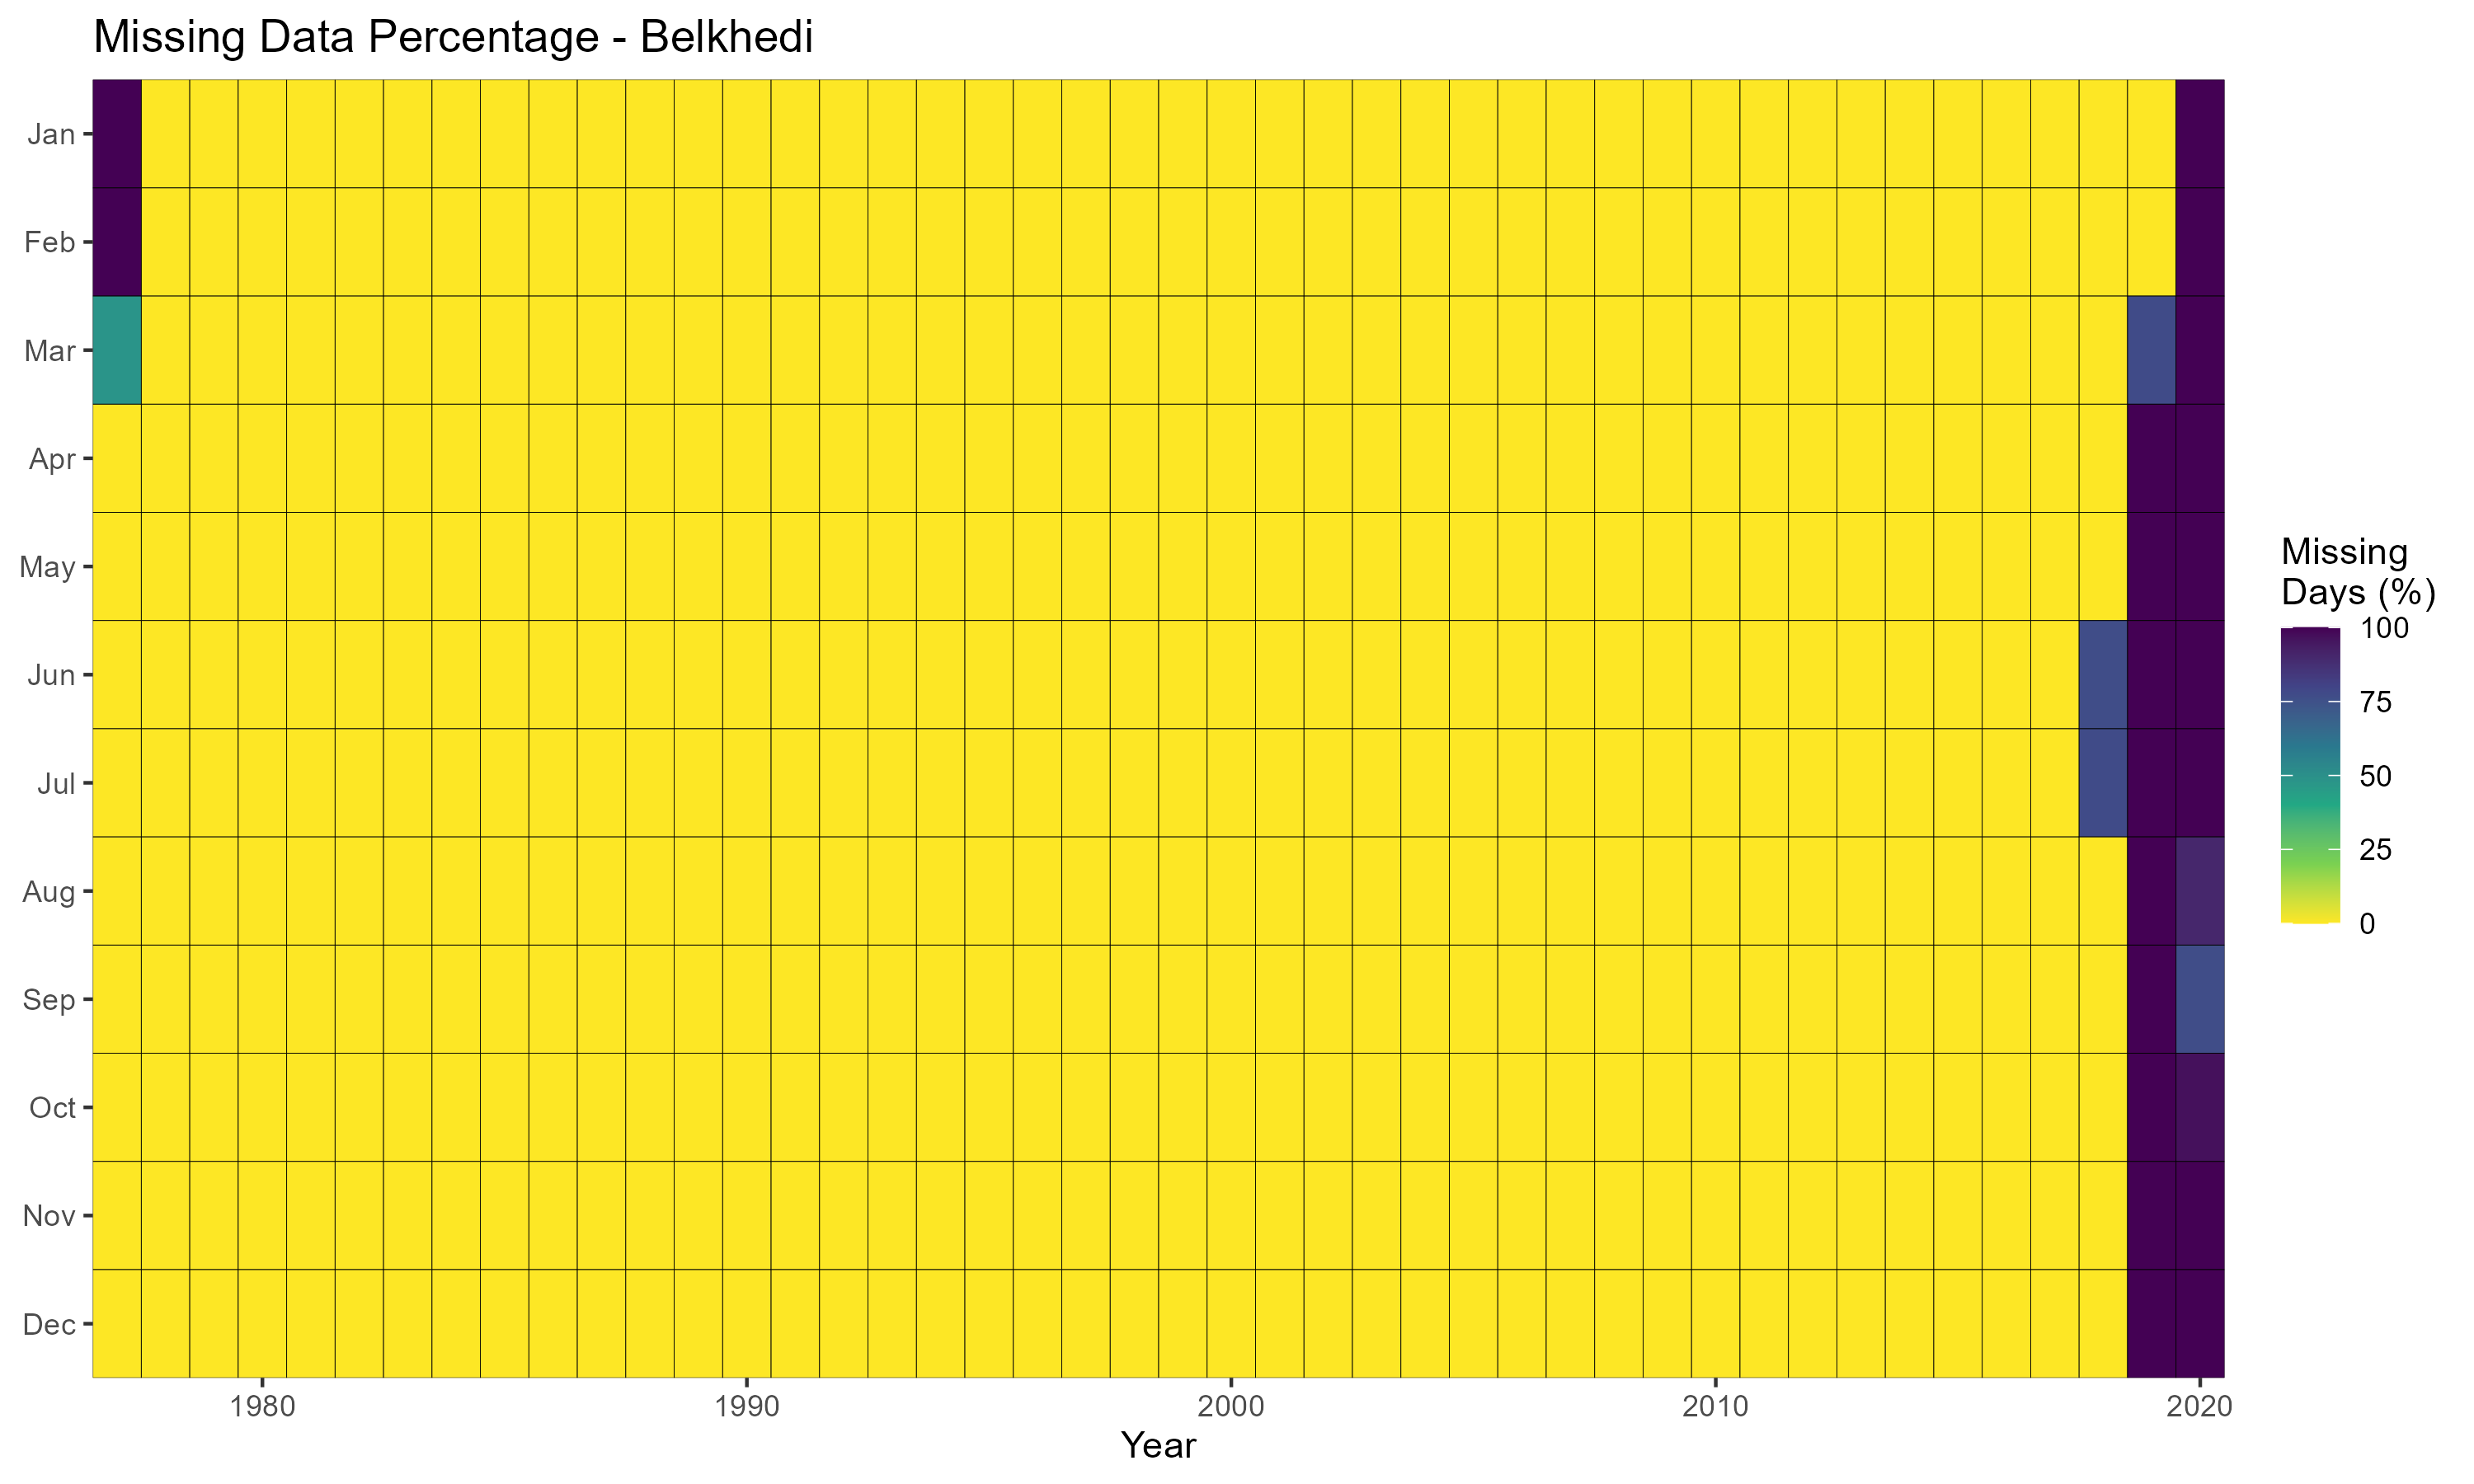 Missing Data Percentage - Belkhedi
Jan
Feb
Mar
Apr
May
Jun
Jul
Aug
Sep
Oct
Nov
Dec
1980
1990
2000
2010
2020
Year
Missing
Days (%)
100
75
50
25
0